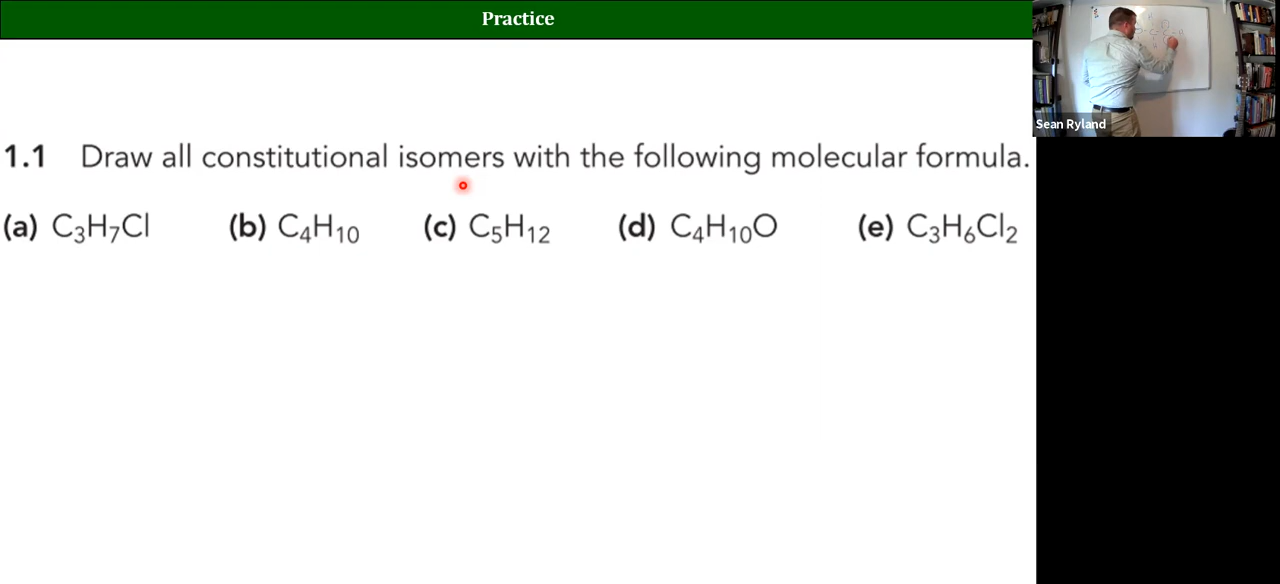 Practice
Sean Ryland
1.1 Draw all constitutional isomers with the following molecular formula.
(a) C₃H₇Cl (b) C₄H₁₀ (c) C₅H₁₂ (d) C₄H₁₀O (e) C₃H₆Cl₂